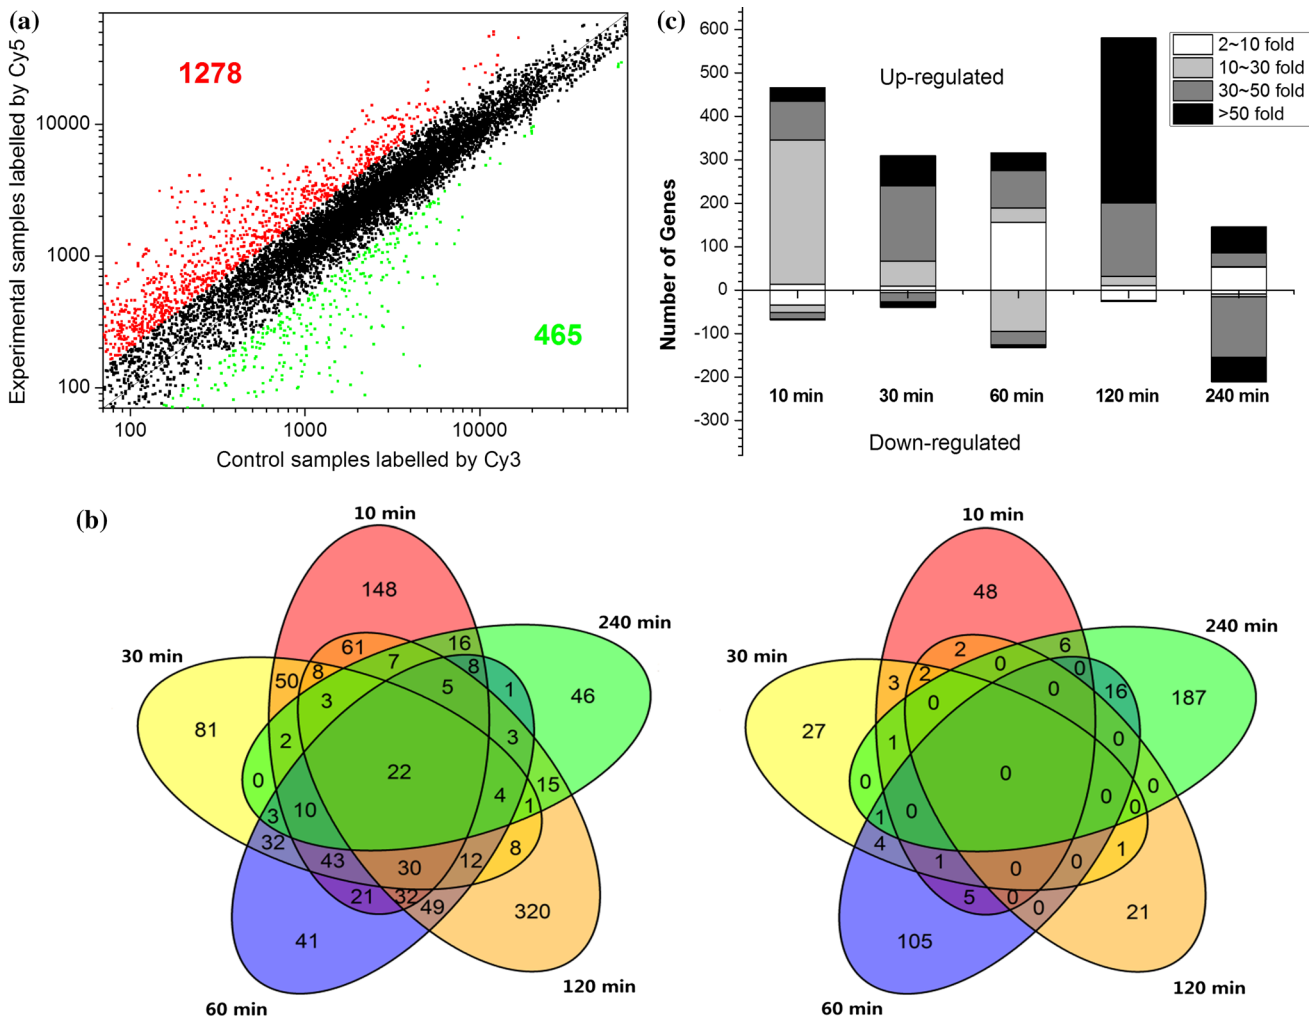 (a)
Experimental samples labelled by Cy5
10000
1000
100
1278
465
100
1000
10000
Control samples labelled by Cy3
(c)
Number of Genes
600
500
400
300
200
100
0
-100
-200
-300
Up-regulated
2~10 fold
10~30 fold
30~50 fold
>50 fold
10 min
30 min
60 min
120 min
240 min
Down-regulated
(b)
10 min
148
240 min
30 min
61
16
7
8
8
50
5
1
46
3
81
3
2
22
0
15
4
1
10
3
32
8
43
30
12
21
32
49
320
41
120 min
60 min
10 min
48
240 min
30 min
2
6
0
0
2
3
0
16
187
0
27
0
1
0
0
0
0
0
0
1
4
1
1
0
0
5
0
0
21
105
120 min
60 min